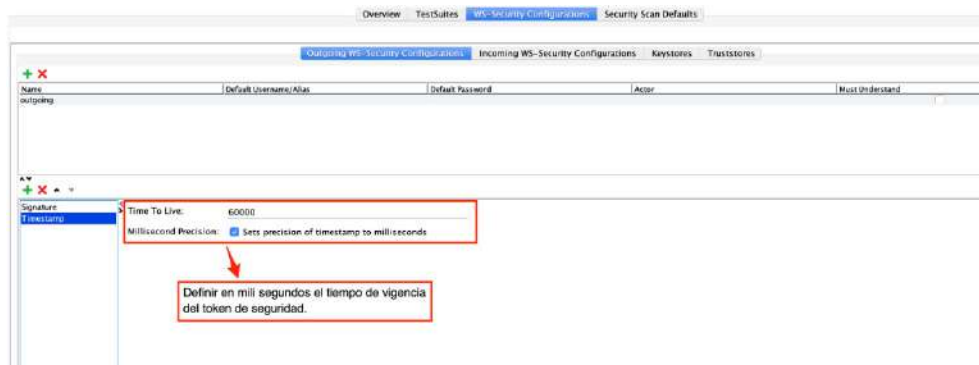 Overview TestSuites WS-Security Configurations Security Scan Defaults
Outgoing WS-Security Configurations Incoming WS-Security Configurations Keystores Truststores
Name Default Username/Alias Default Password Actor Must Understand
outgoing
Signature
Timestamp
Time To Live: 60000
Millisecond Precision: Sets precision of timestamp to milliseconds
Definir en mili segundos el tiempo de vigencia
del token de seguridad.